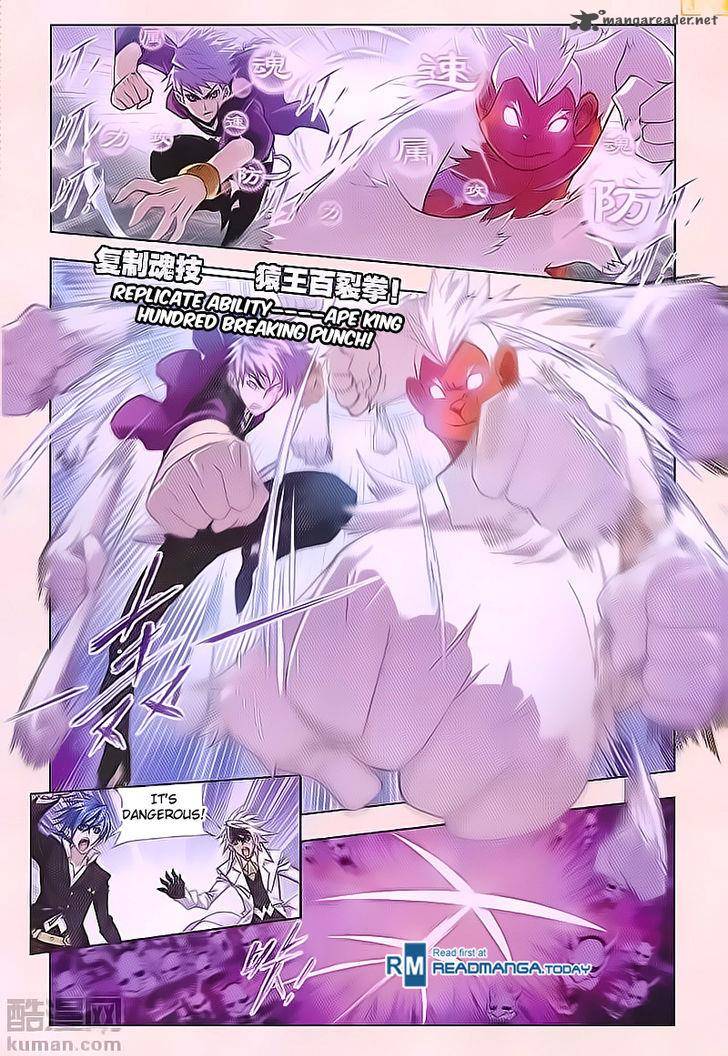 mangareader.net
属 魂 速
力 攻 速 防
属 攻 力 魂 防
复制魂技——猿王百裂拳!
REPLICATE ABILITY----APE KING
HUNDRED BREAKING PUNCH!
IT'S
DANGEROUS!
RM Read first at
READMANGA.TODAY
酷漫网
kuman.com